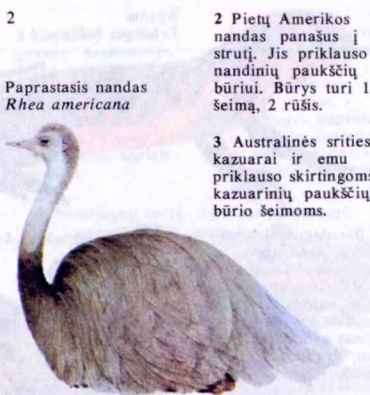 2
Paprastasis nandas
Rhea americana
2 Pietų Amerikos
nandas panašus į
strutį. Jis priklauso
nandinių paukščių
būriui. Būrys turi 1
šeimą, 2 rūšis.
3 Australinės srities
kazuarai ir emu
priklauso skirtingoms
kazuarinių paukščių
būrio šeimoms.